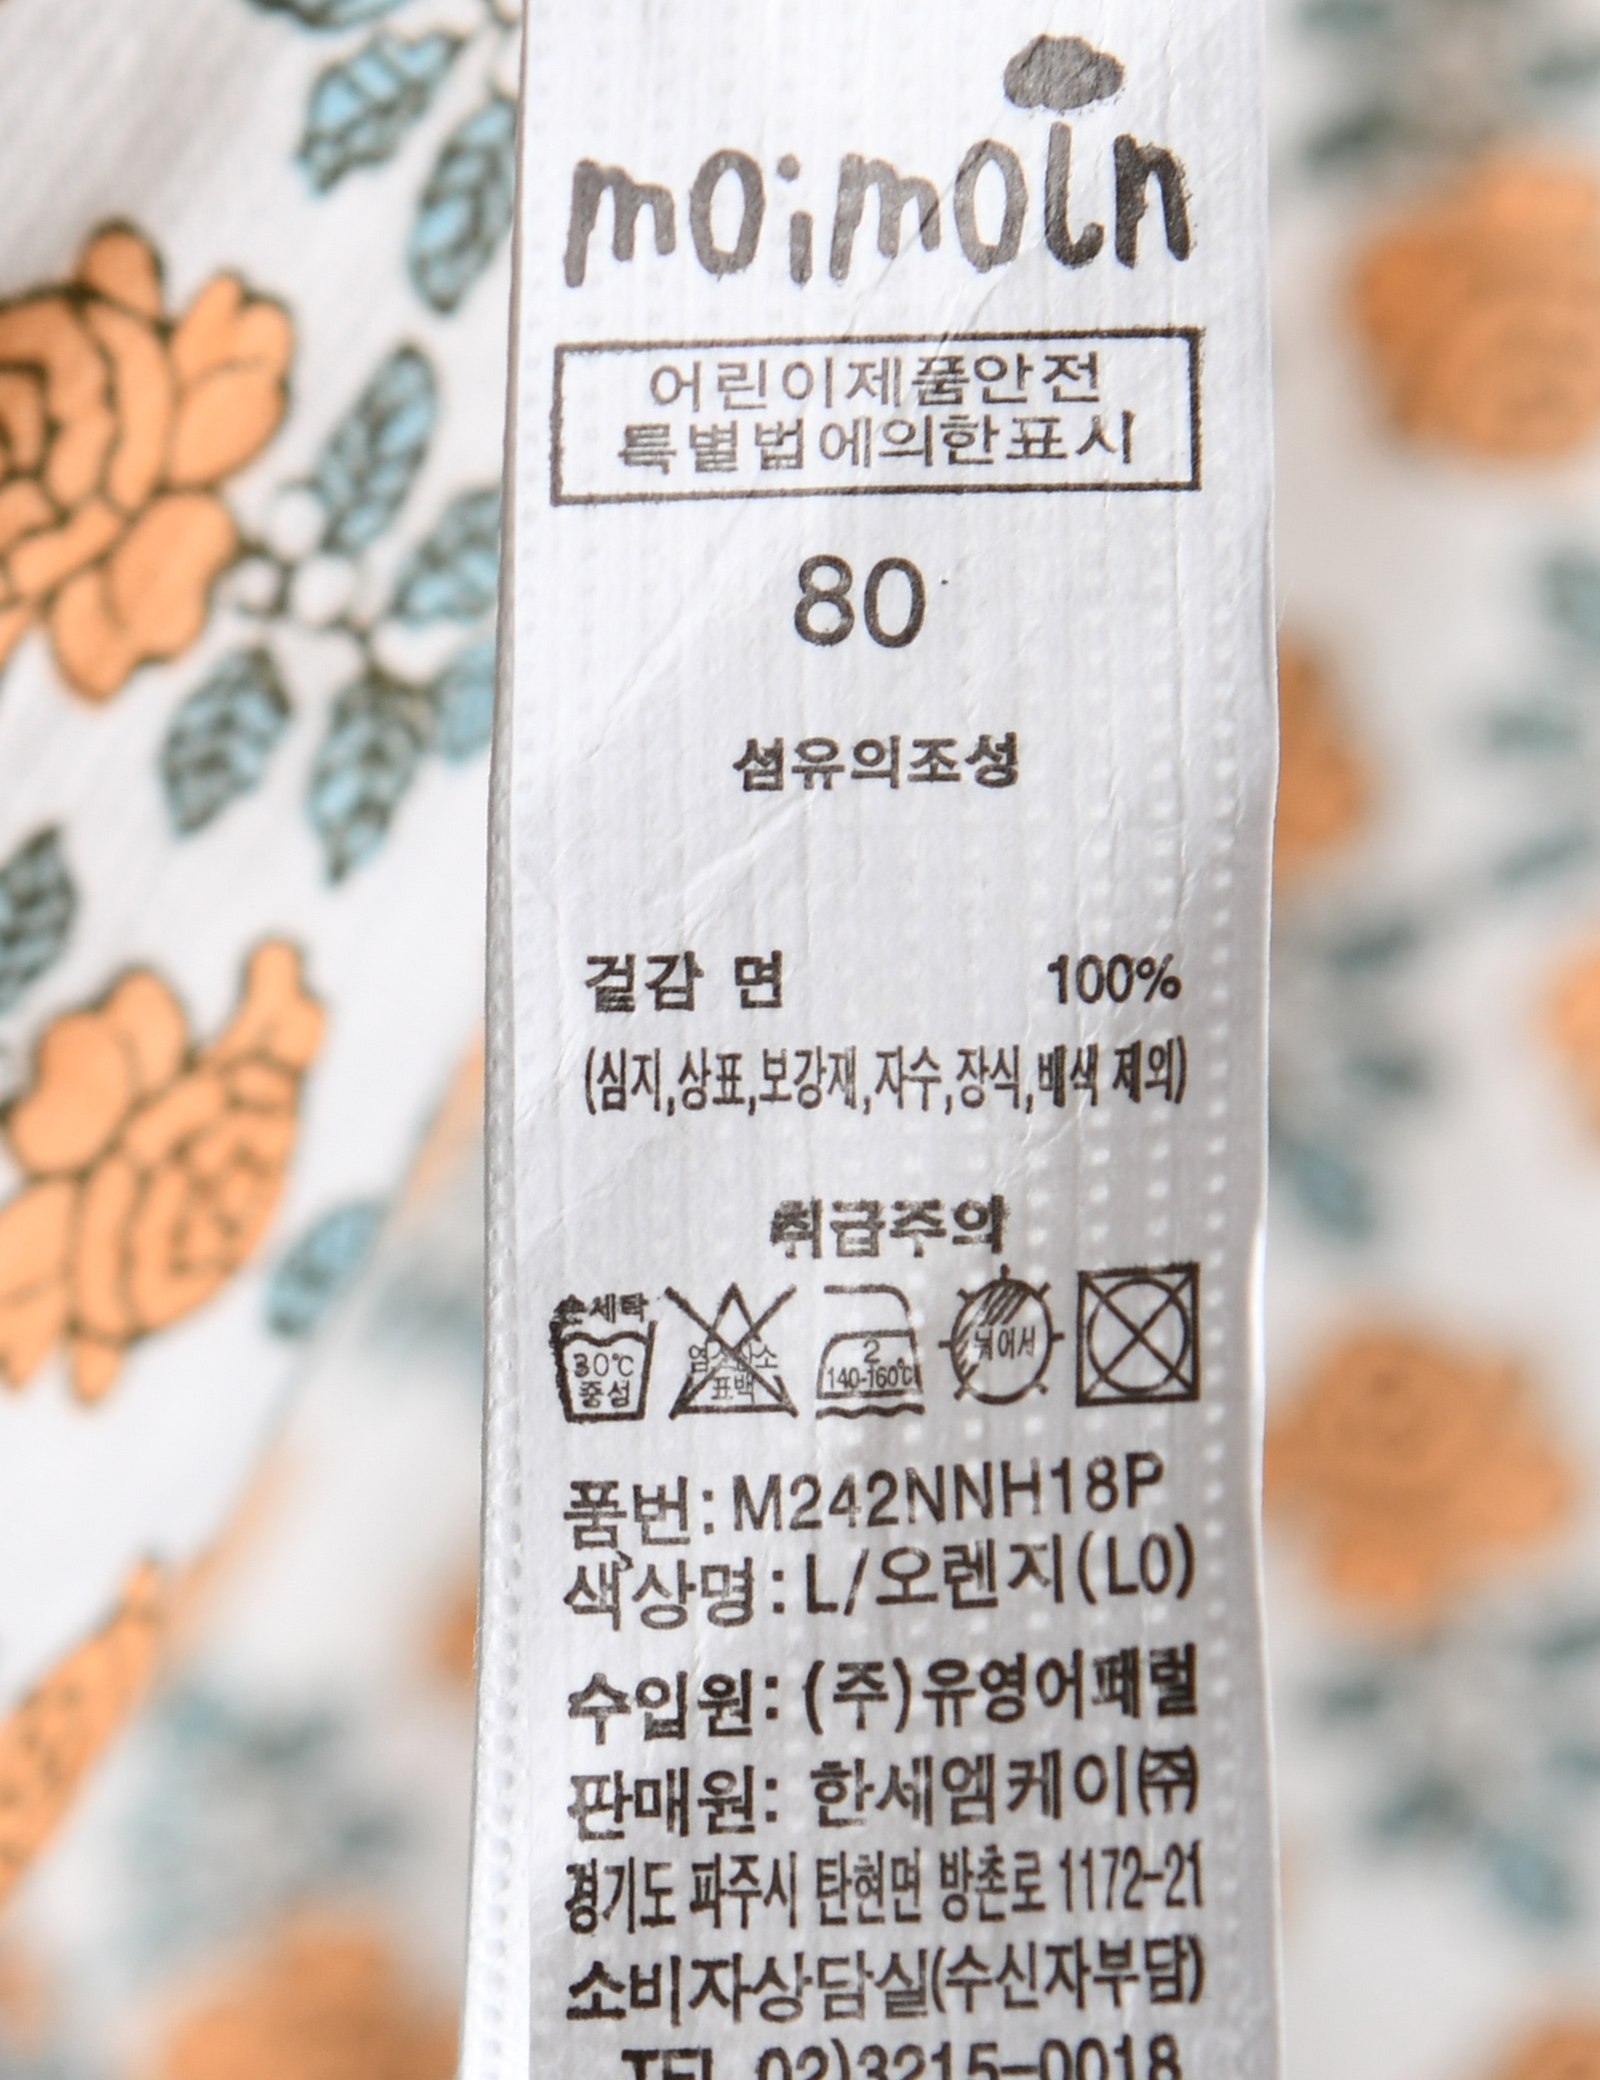 moimoln
어린이제품안전
특별법에의한표시
80
섬유의조성
겉감 면 100%
(심지,상표,보강재,자수,장식,배색 제외)
취급주의
손세탁
30℃
중성
염소산소
표백
2
140-160℃
뉘어서
품번: M242NNH18P
색상명: L/오렌지(LO)
수입원: (주)유영어패럴
판매원: 한세엠케이㈜
경기도 파주시 탄현면 방촌로 1172-21
소비자상담실(수신자부담)
TEL 02)3215-0018